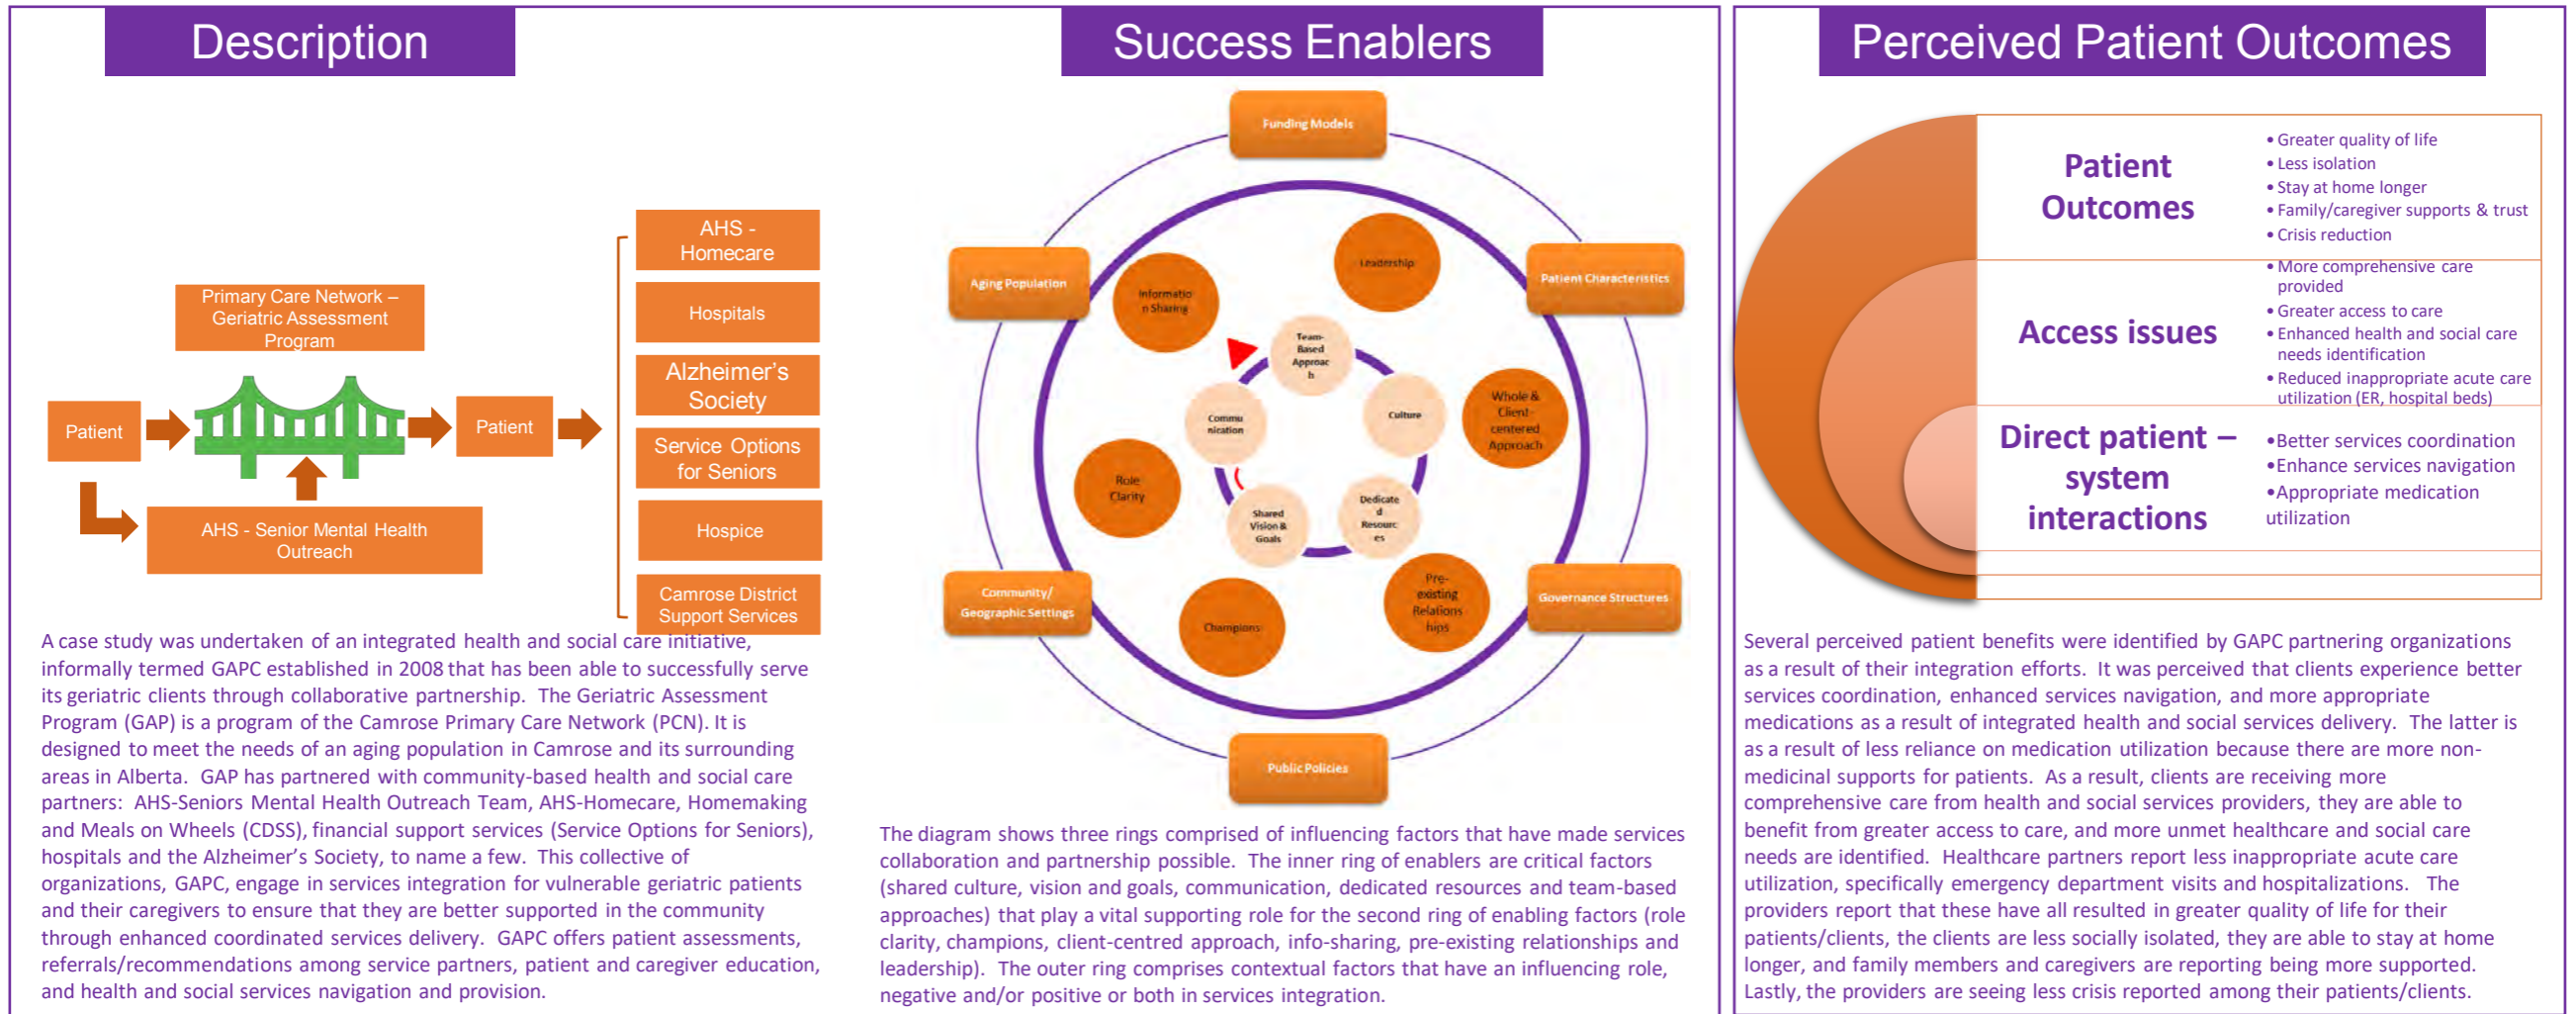 Description
AHS -
Homecare
Primary Care Network –
Geriatric Assessment
Program
Hospitals
Alzheimer's
Society
Patient
Patient
Service Options
for Seniors
AHS - Senior Mental Health
Outreach
Hospice
Camrose District
Support Services
A case study was undertaken of an integrated health and social care initiative,
informally termed GAPC established in 2008 that has been able to successfully serve
its geriatric clients through collaborative partnership. The Geriatric Assessment
Program (GAP) is a program of the Camrose Primary Care Network (PCN). It is
designed to meet the needs of an aging population in Camrose and its surrounding
areas in Alberta. GAP has partnered with community-based health and social care
partners: AHS-Seniors Mental Health Outreach Team, AHS-Homecare, Homemaking
and Meals on Wheels (CDSS), financial support services (Service Options for Seniors),
hospitals and the Alzheimer's Society, to name a few. This collective of
organizations, GAPC, engage in services integration for vulnerable geriatric patients
and their caregivers to ensure that they are better supported in the community
through enhanced coordinated services delivery. GAPC offers patient assessments,
referrals/recommendations among service partners, patient and caregiver education,
and health and social services navigation and provision.
Success Enablers
Funding Models
Aging Population
Patient Characteristics
Leadership
Informatio
n Sharing
Team-
Based
Approac
h
Commu
nication
Culture
Whole &
Client-
centered
Approach
Role
Clarity
Shared
Vision &
Goals
Dedicate
d
Resourc
es
Community/
Geographic Settings
Champions
Pre-
existing
Relations
hips
Governance Structures
Public Policies
The diagram shows three rings comprised of influencing factors that have made services
collaboration and partnership possible. The inner ring of enablers are critical factors
(shared culture, vision and goals, communication, dedicated resources and team-based
approaches) that play a vital supporting role for the second ring of enabling factors (role
clarity, champions, client-centred approach, info-sharing, pre-existing relationships and
leadership). The outer ring comprises contextual factors that have an influencing role,
negative and/or positive or both in services integration.
Perceived Patient Outcomes
Patient
Outcomes
• Greater quality of life
• Less isolation
• Stay at home longer
• Family/caregiver supports & trust
• Crisis reduction
Access issues
• More comprehensive care
provided
• Greater access to care
• Enhanced health and social care
needs identification
• Reduced inappropriate acute care
utilization (ER, hospital beds)
Direct patient –
system
interactions
•Better services coordination
•Enhance services navigation
•Appropriate medication
utilization
Several perceived patient benefits were identified by GAPC partnering organizations
as a result of their integration efforts. It was perceived that clients experience better
services coordination, enhanced services navigation, and more appropriate
medications as a result of integrated health and social services delivery. The latter is
as a result of less reliance on medication utilization because there are more non-
medicinal supports for patients. As a result, clients are receiving more
comprehensive care from health and social services providers, they are able to
benefit from greater access to care, and more unmet healthcare and social care
needs are identified. Healthcare partners report less inappropriate acute care
utilization, specifically emergency department visits and hospitalizations. The
providers report that these have all resulted in greater quality of life for their
patients/clients, the clients are less socially isolated, they are able to stay at home
longer, and family members and caregivers are reporting being more supported.
Lastly, the providers are seeing less crisis reported among their patients/clients.